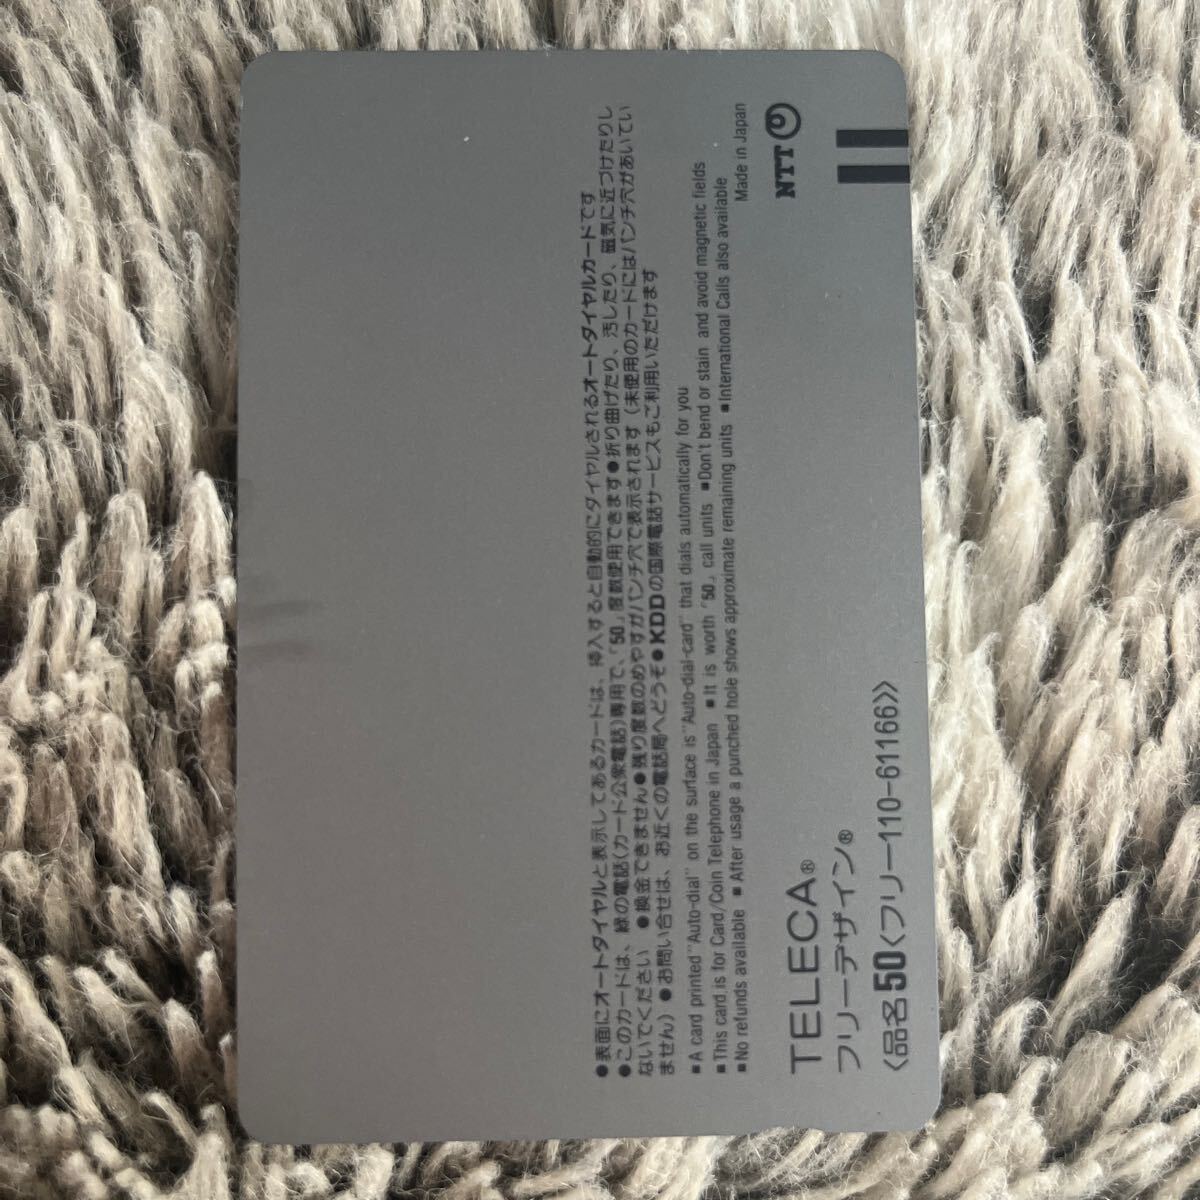 ●表面にオートダイヤルと表示してあるカードは、挿入すると自動的にダイヤルされるオートダイヤルカードです
●このカードは、緑の電話(カード公衆電話)専用で、「50」度数使用できます●折り曲げたり、汚したり、磁気に近づけたりし
ないでください ●換金できません●残り度数のめやすがパンチ穴で表示されます(未使用のカードにはパンチ穴があいてい
ません)●お問い合せは、お近くの電話局へどうぞ●KDDの国際電話サービスもご利用いただけます
■A card printed"Auto-dial" on the surface is"Auto-dial-card" that dials automatically for you
■This card is for Card/Coin Telephone in Japan ■It is worth「50」call units ■Don't bend or stain and avoid magnetic fields
■No refunds available ■After usage a punched hole shows approximate remaining units ■International Calls also available
Made in Japan
TELECA®
NTT
フリーデザイン®
〈品名50〈フリー110-61166〉〉